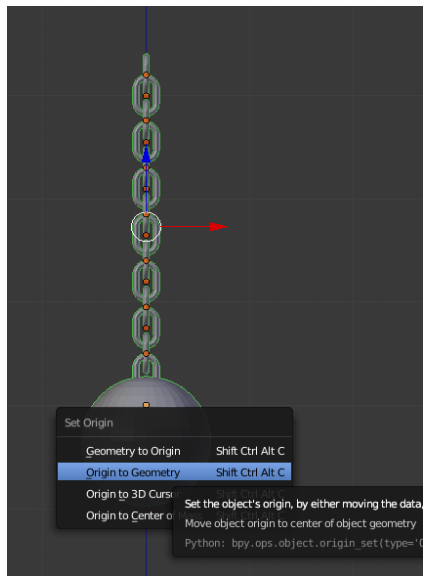 Set Origin
Geometry to Origin Shift Ctrl Alt C
Origin to Geometry Shift Ctrl Alt C
Origin to 3D Curso
Origin to Center of
Set the object's origin, by either moving the data,
Move object origin to center of object geometry
Python: bpy.ops.object.origin_set(type='